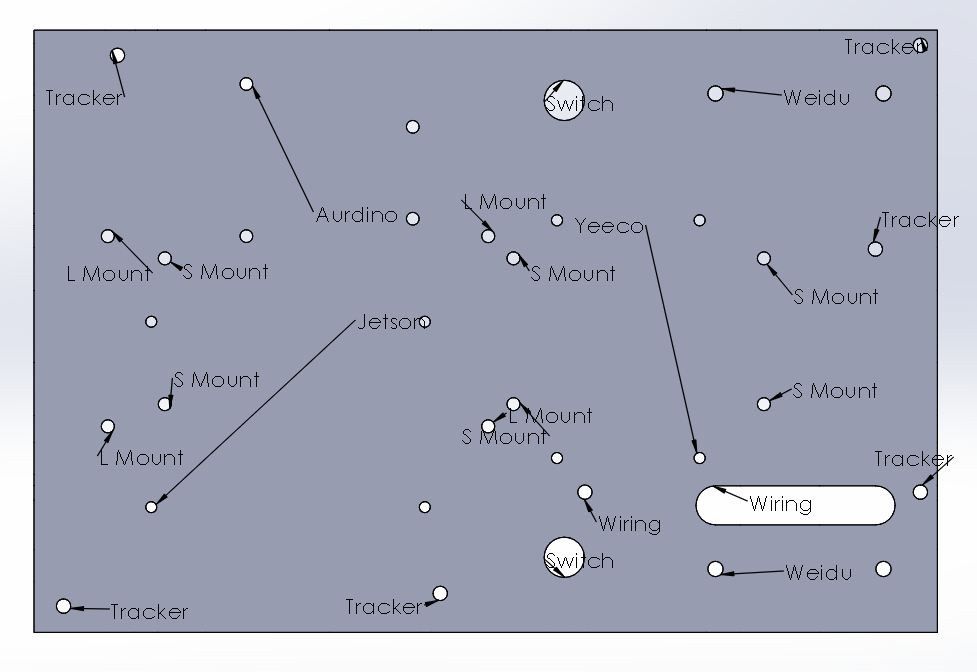 Tracker
Tracker
Switch
Weidu
Aurdino
L Mount
Yeeco
Tracker
L Mount
S Mount
S Mount
S Mount
Jetson
S Mount
S Mount
L Mount
S Mount
L Mount
Tracker
Wiring
Wiring
Switch
Weidu
Tracker
Tracker